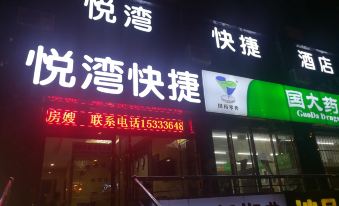 悦湾 快捷 酒店
悦湾快捷
国大药
GuoDa Drugs
房嫂 联系电话15333648